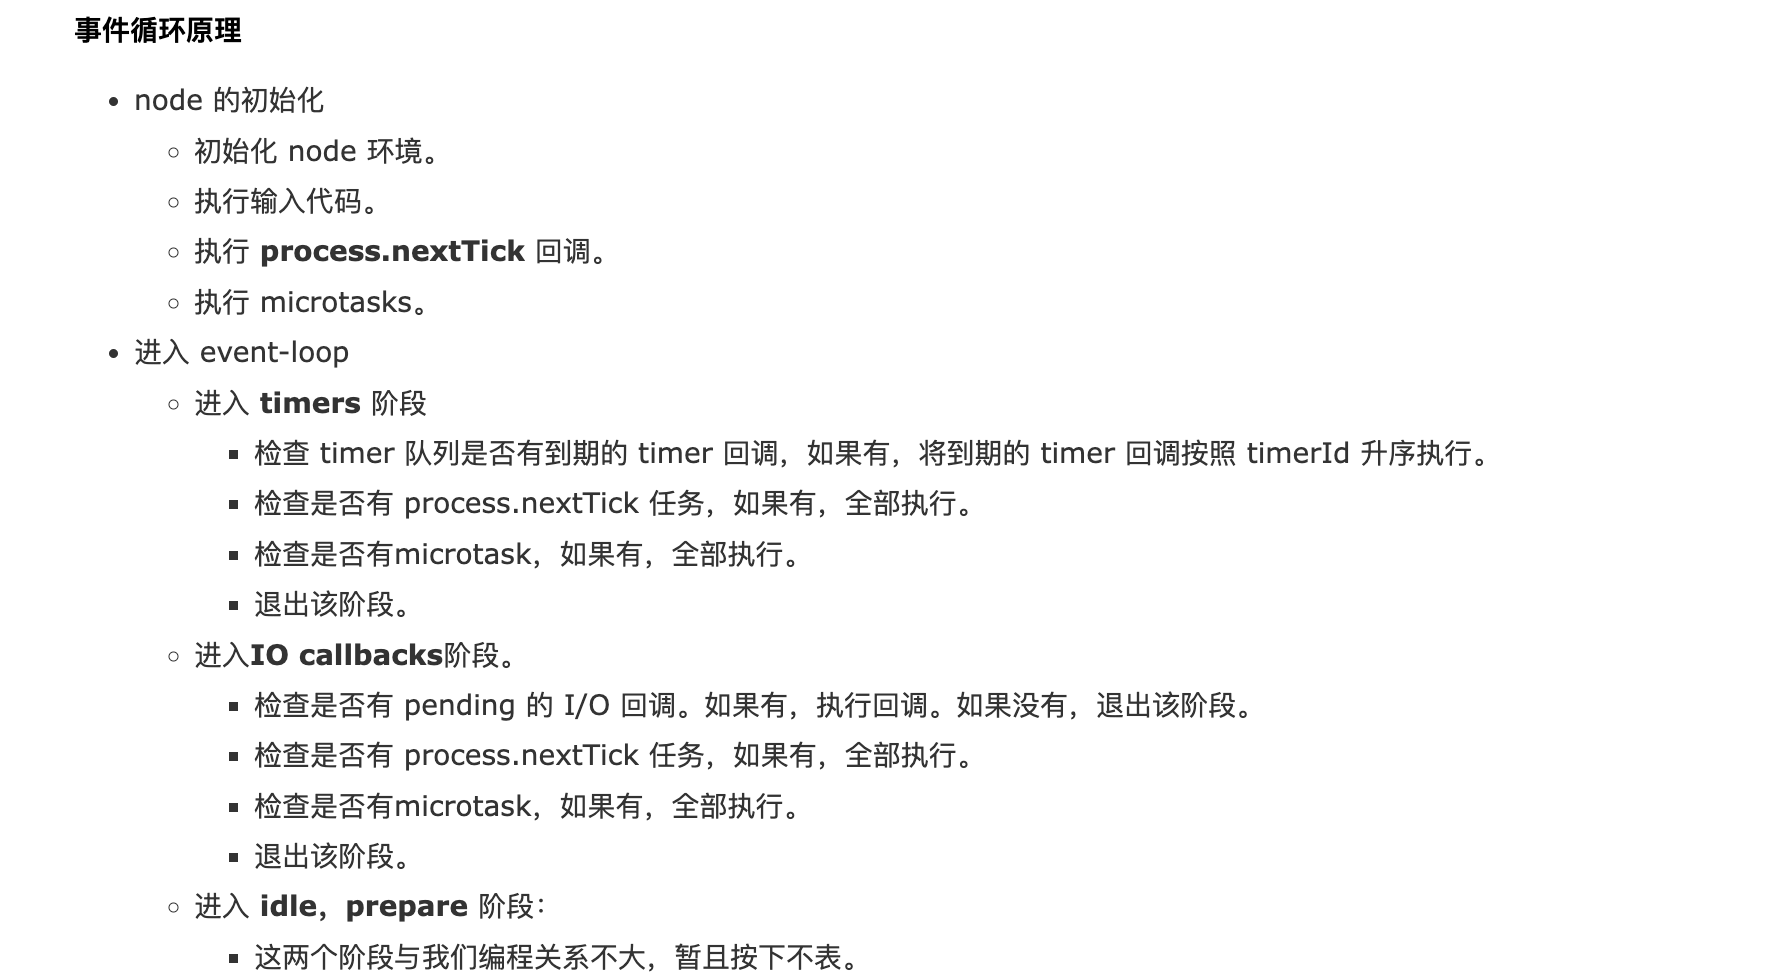 事件循环原理
node 的初始化
初始化 node 环境。
执行输入代码。
执行 process.nextTick 回调。
执行 microtasks。
进入 event-loop
进入 timers 阶段
检查 timer 队列是否有到期的 timer 回调，如果有，将到期的 timer 回调按照 timerId 升序执行。
检查是否有 process.nextTick 任务，如果有，全部执行。
检查是否有microtask，如果有，全部执行。
退出该阶段。
进入IO callbacks阶段。
检查是否有 pending 的 I/O 回调。如果有，执行回调。如果没有，退出该阶段。
检查是否有 process.nextTick 任务，如果有，全部执行。
检查是否有microtask，如果有，全部执行。
退出该阶段。
进入 idle，prepare 阶段：
这两个阶段与我们编程关系不大，暂且按下不表。